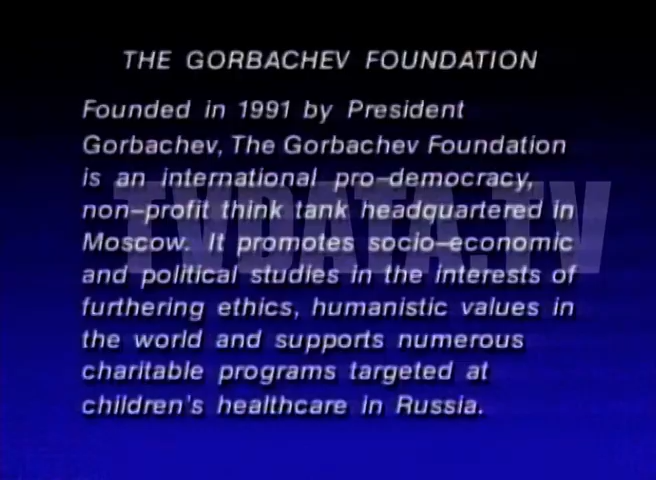 THE GORBACHEV FOUNDATION
Founded in 1991 by President
Gorbachev, The Gorbachev Foundation
is an international pro-democracy,
non-profit think tank headquartered in
Moscow. It promotes socio-economic
and political studies in the interests of
furthering ethics, humanistic values in
the world and supports numerous
charitable programs targeted at
children's healthcare in Russia.
TVDATA.TV